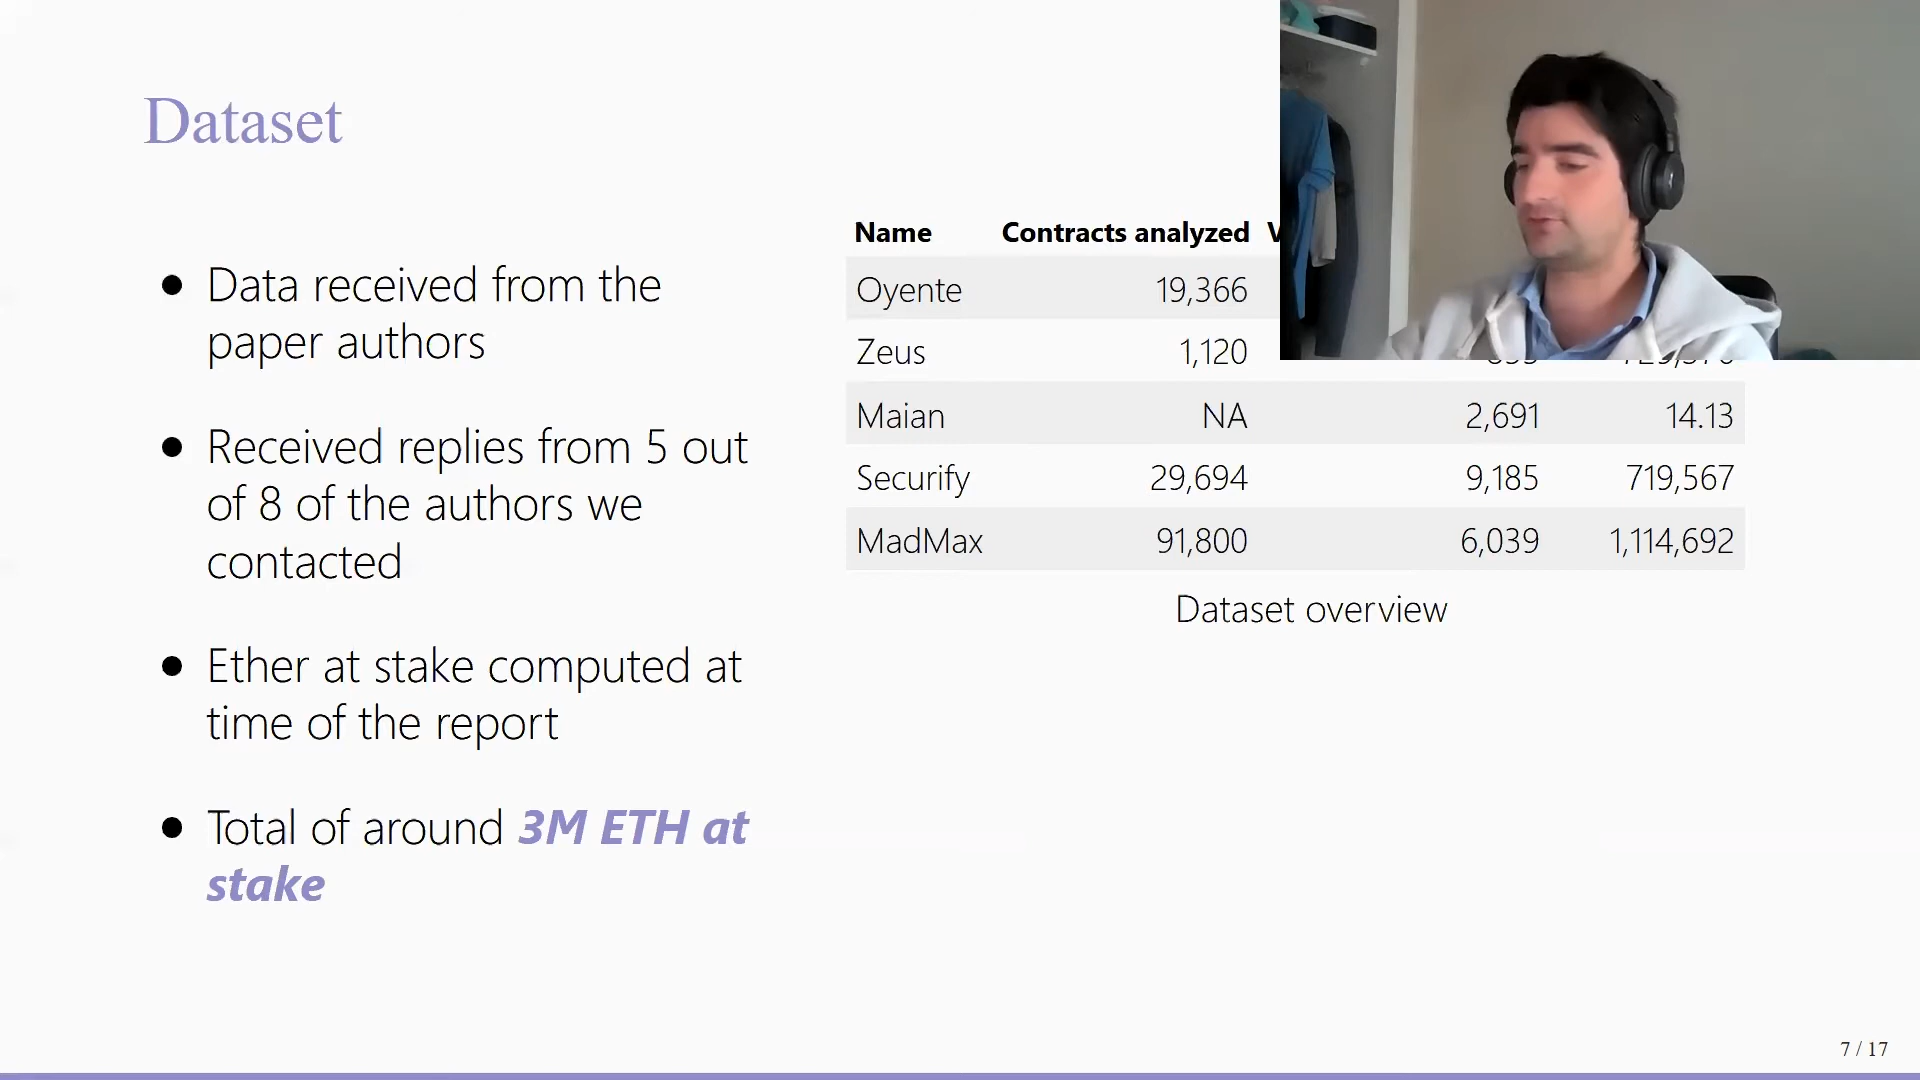 Dataset
Data received from the
paper authors
Received replies from 5 out
of 8 of the authors we
contacted
Ether at stake computed at
time of the report
Total of around 3M ETH at
stake
Name Contracts analyzed
Oyente 19,366
Zeus 1,120
Maian NA 2,691 14.13
Securify 29,694 9,185 719,567
MadMax 91,800 6,039 1,114,692
Dataset overview
7 / 17